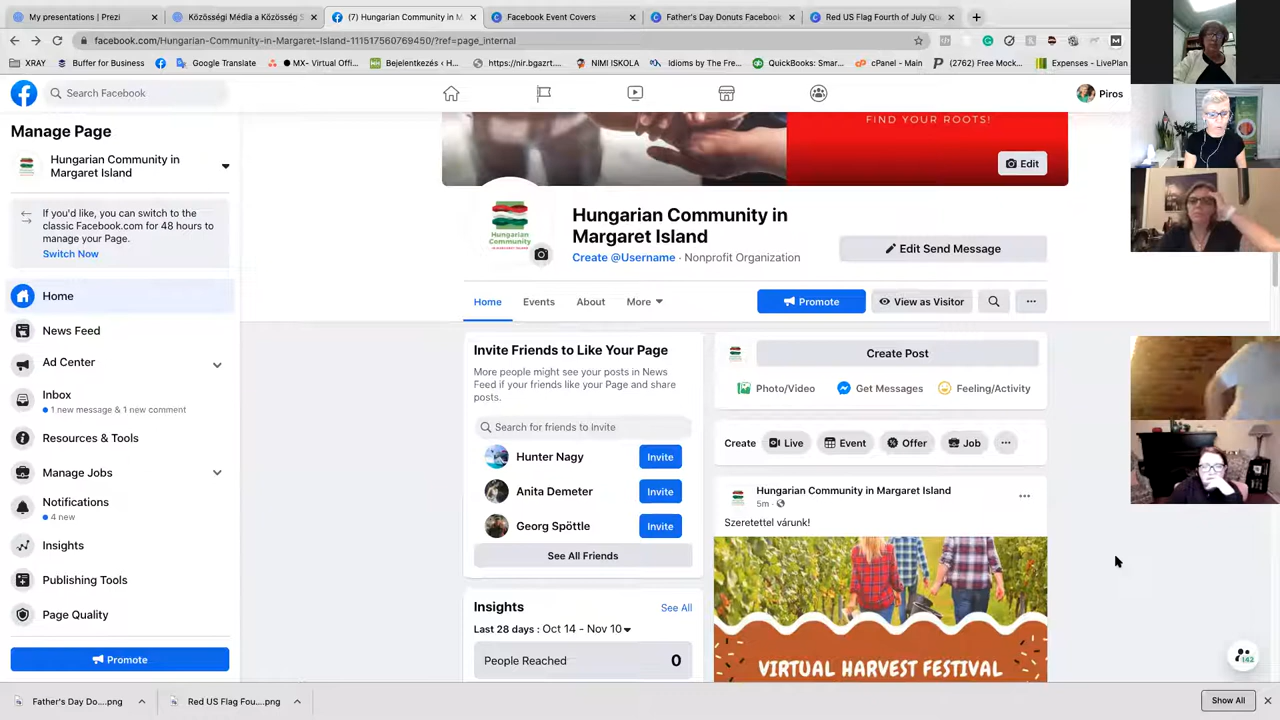 My presentations | Prezi
Közösségi Média a Közösség S
(7) Hungarian Community in M
Facebook Event Covers
Father's Day Donuts Facebook
Red US Flag Fourth of July Qu
facebook.com/Hungarian-Community-in-Margaret-Island-111517560769450/?ref=page_internal
XRAY
Buffer for Business
Google Translate
MX- Virtual Offi...
Bejelentkezés ‹ H...
https://nir.bgazrt...
NIMI ISKOLA
Idioms by The Fre...
QuickBooks: Smar...
cPanel - Main
(2762) Free Mock...
Expenses - LivePlan
Search Facebook
Piros
Manage Page
Hungarian Community in
Margaret Island
If you'd like, you can switch to the
classic Facebook.com for 48 hours to
manage your Page.
Switch Now
Home
News Feed
Ad Center
Inbox
1 new message & 1 new comment
Resources & Tools
Manage Jobs
Notifications
4 new
Insights
Publishing Tools
Page Quality
Promote
FIND YOUR ROOTS!
Edit
Hungarian
Community
Hungarian Community in
Margaret Island
Create @Username · Nonprofit Organization
Edit Send Message
Home
Events
About
More
Promote
View as Visitor
Invite Friends to Like Your Page
More people might see your posts in News
Feed if your friends like your Page and share
posts.
Search for friends to invite
Hunter Nagy
Invite
Anita Demeter
Invite
Georg Spöttle
Invite
See All Friends
Insights
See All
Last 28 days : Oct 14 - Nov 10
People Reached
0
Create Post
Photo/Video
Get Messages
Feeling/Activity
Create
Live
Event
Offer
Job
Hungarian Community in Margaret Island
5m ·
Szeretettel várunk!
VIRTUAL HARVEST FESTIVAL
142
Father's Day Do....png
Red US Flag Fou....png
Show All